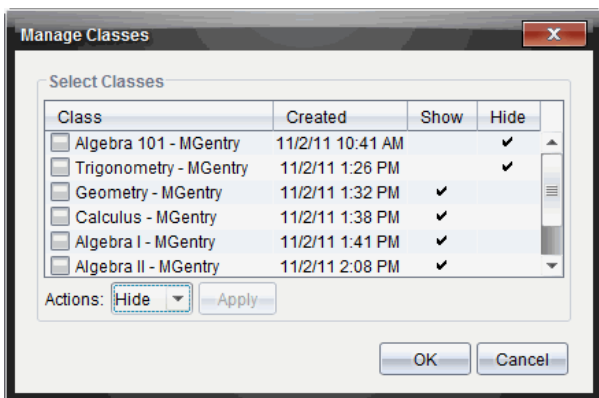 Manage Classes
Select Classes
Class Created Show Hide
Algebra 101 - MGentry 11/2/11 10:41 AM ✔
Trigonometry - MGentry 11/2/11 1:26 PM ✔
Geometry - MGentry 11/2/11 1:32 PM ✔
Calculus - MGentry 11/2/11 1:38 PM ✔
Algebra I - MGentry 11/2/11 1:41 PM ✔
Algebra II - MGentry 11/2/11 2:08 PM ✔
Actions: Hide Apply
OK Cancel